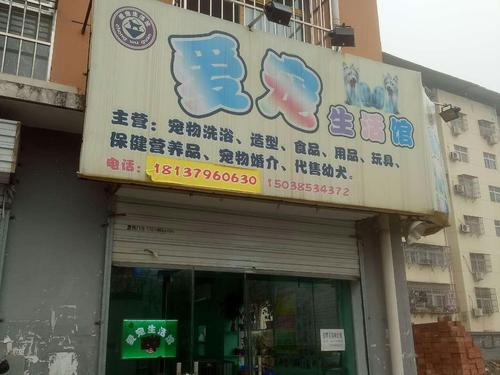 爱宠生活馆
主营：宠物洗浴、造型、食品、用品、玩具、
保健营养品、宠物婚介、代售幼犬。
电话：18137960630 15038534372
爱宠生活馆